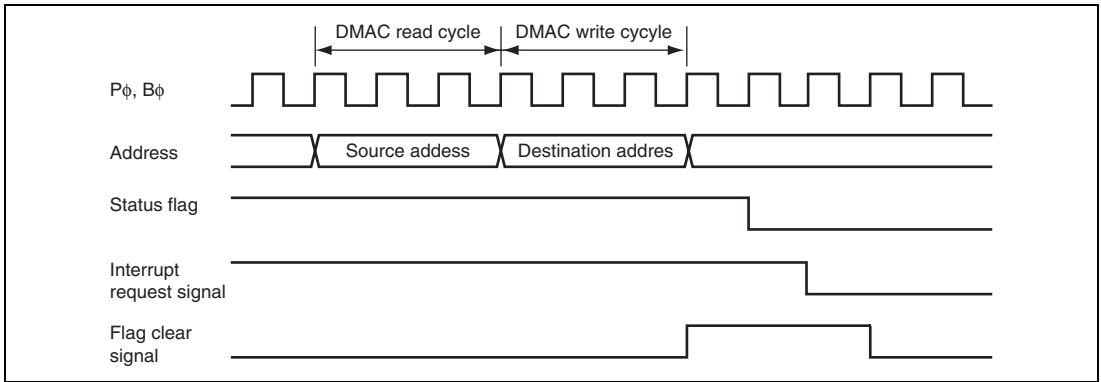 DMAC read cycle DMAC write cycyle
Pϕ, Bϕ
Address Source addess Destination addres
Status flag
Interrupt
request signal
Flag clear
signal